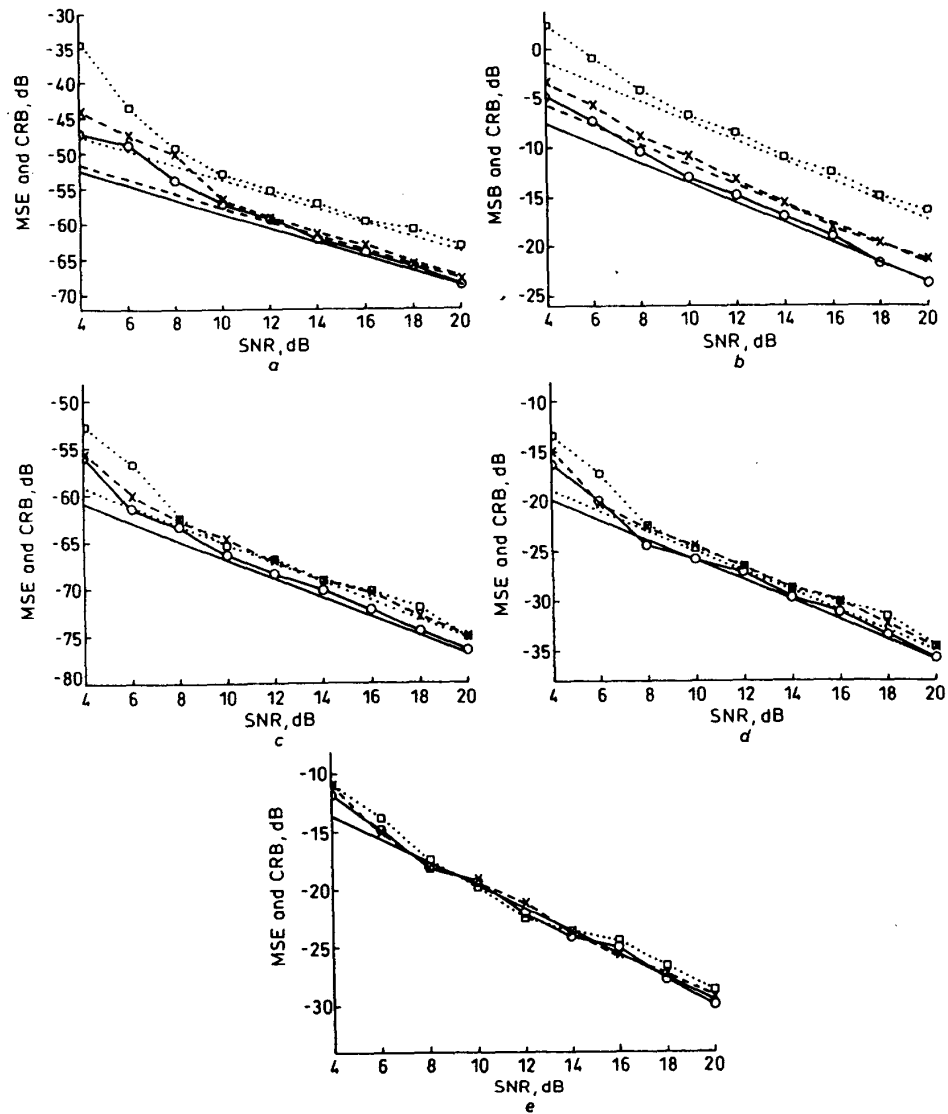 MSE and CRB, dB
-30
-35
-40
-45
-50
-55
-60
-65
-70
4 6 8 10 12 14 16 18 20
SNR, dB
a
MSB and CRB, dB
0
-5
-10
-15
-20
-25
4 6 8 10 12 14 16 18 20
SNR, dB
b
MSE and CRB, dB
-50
-55
-60
-65
-70
-75
-80
4 6 8 10 12 14 16 18 20
SNR, dB
c
MSE and CRB, dB
-10
-15
-20
-25
-30
-35
4 6 8 10 12 14 16 18 20
SNR, dB
d
MSE and CRB, dB
-10
-15
-20
-25
-30
4 6 8 10 12 14 16 18 20
SNR, dB
e